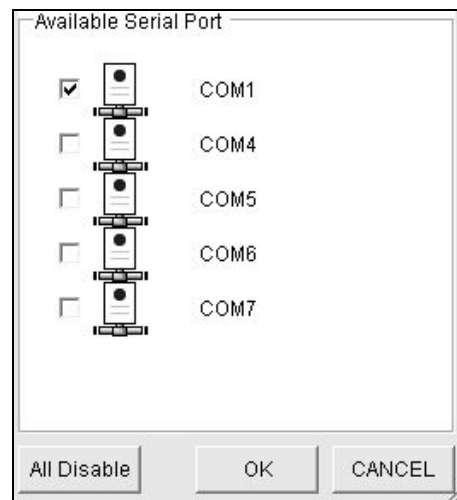 Available Serial Port
COM1
COM4
COM5
COM6
COM7
All Disable OK CANCEL